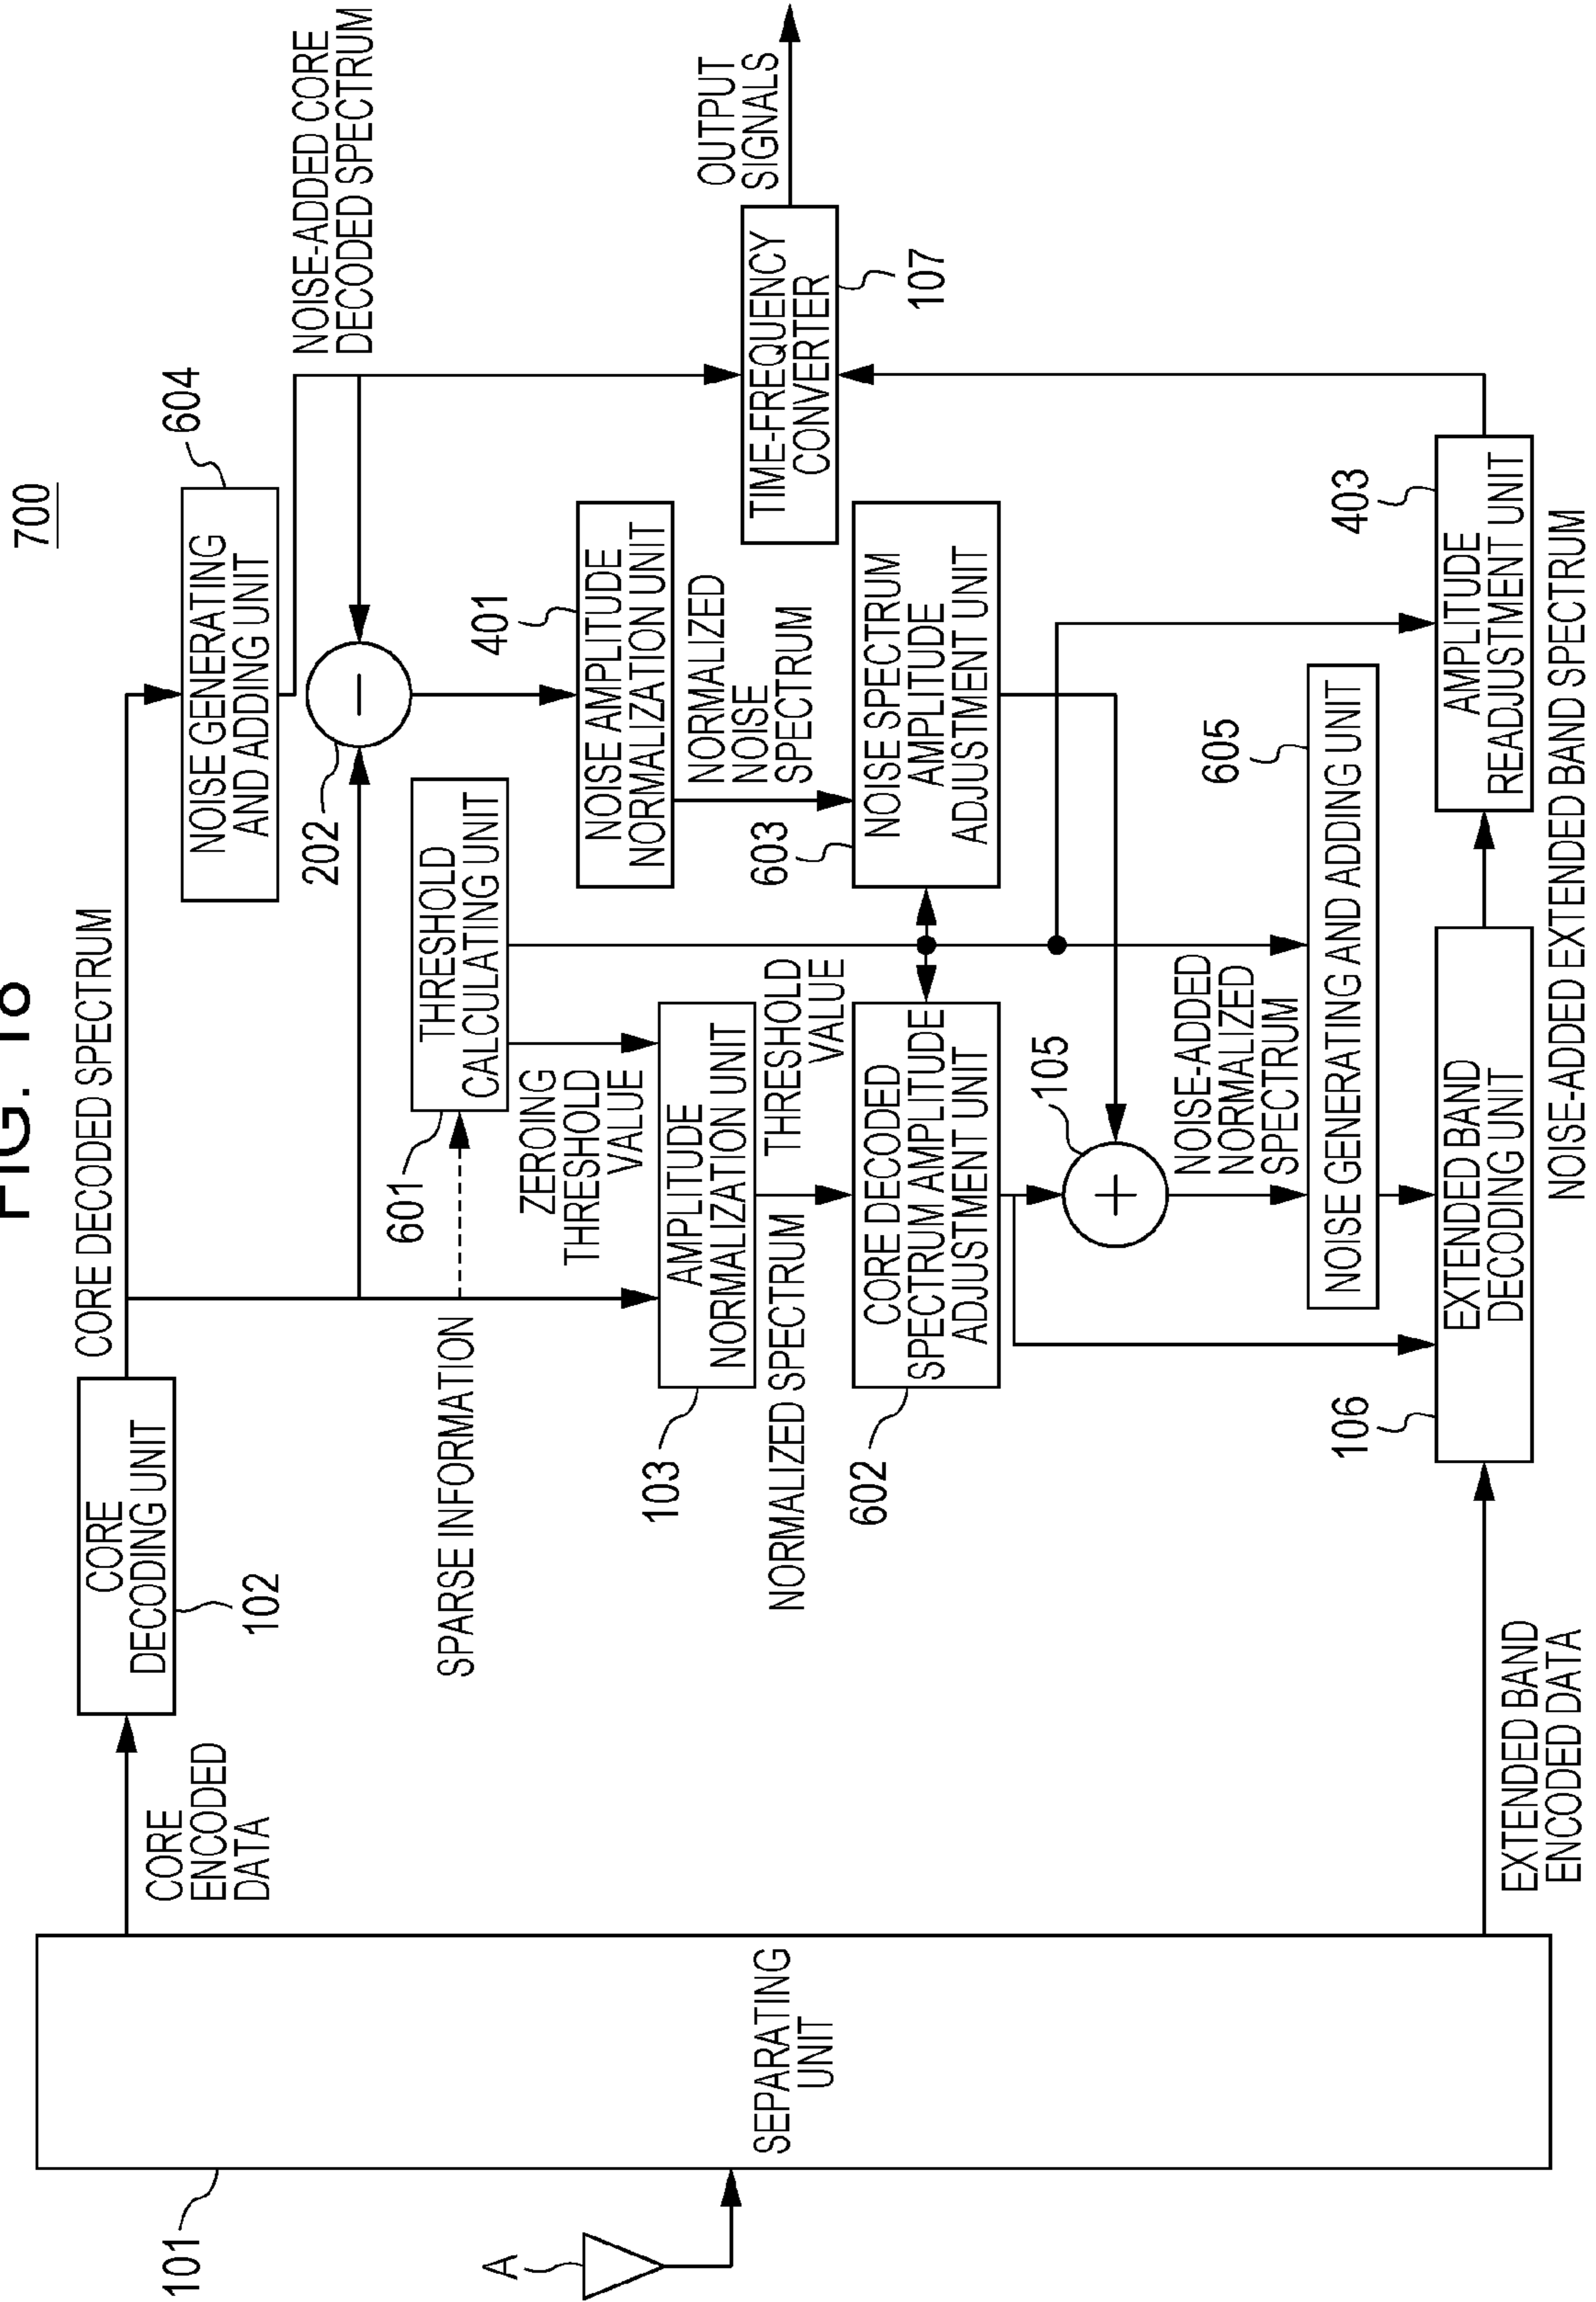 FIG. 18
700
CORE DECODED SPECTRUM
NOISE GENERATING
AND ADDING UNIT
604
NOISE-ADDED CORE
DECODED SPECTRUM
CORE
DECODING UNIT
102
CORE
ENCODED
DATA
202
−
THRESHOLD
CALCULATING UNIT
601
SPARSE INFORMATION
ZEROING
THRESHOLD
VALUE
401
NOISE AMPLITUDE
NORMALIZATION UNIT
NORMALIZED
NOISE
SPECTRUM
OUTPUT
SIGNALS
TIME-FREQUENCY
CONVERTER
107
AMPLITUDE
NORMALIZATION UNIT
103
NORMALIZED SPECTRUM
THRESHOLD
VALUE
603
NOISE SPECTRUM
AMPLITUDE
ADJUSTMENT UNIT
CORE DECODED
SPECTRUM AMPLITUDE
ADJUSTMENT UNIT
602
105
+
NOISE-ADDED
NORMALIZED
SPECTRUM
605
NOISE GENERATING AND ADDING UNIT
SEPARATING
UNIT
101
A
EXTENDED BAND
ENCODED DATA
106
EXTENDED BAND
DECODING UNIT
403
AMPLITUDE
READJUSTMENT UNIT
NOISE-ADDED EXTENDED BAND SPECTRUM